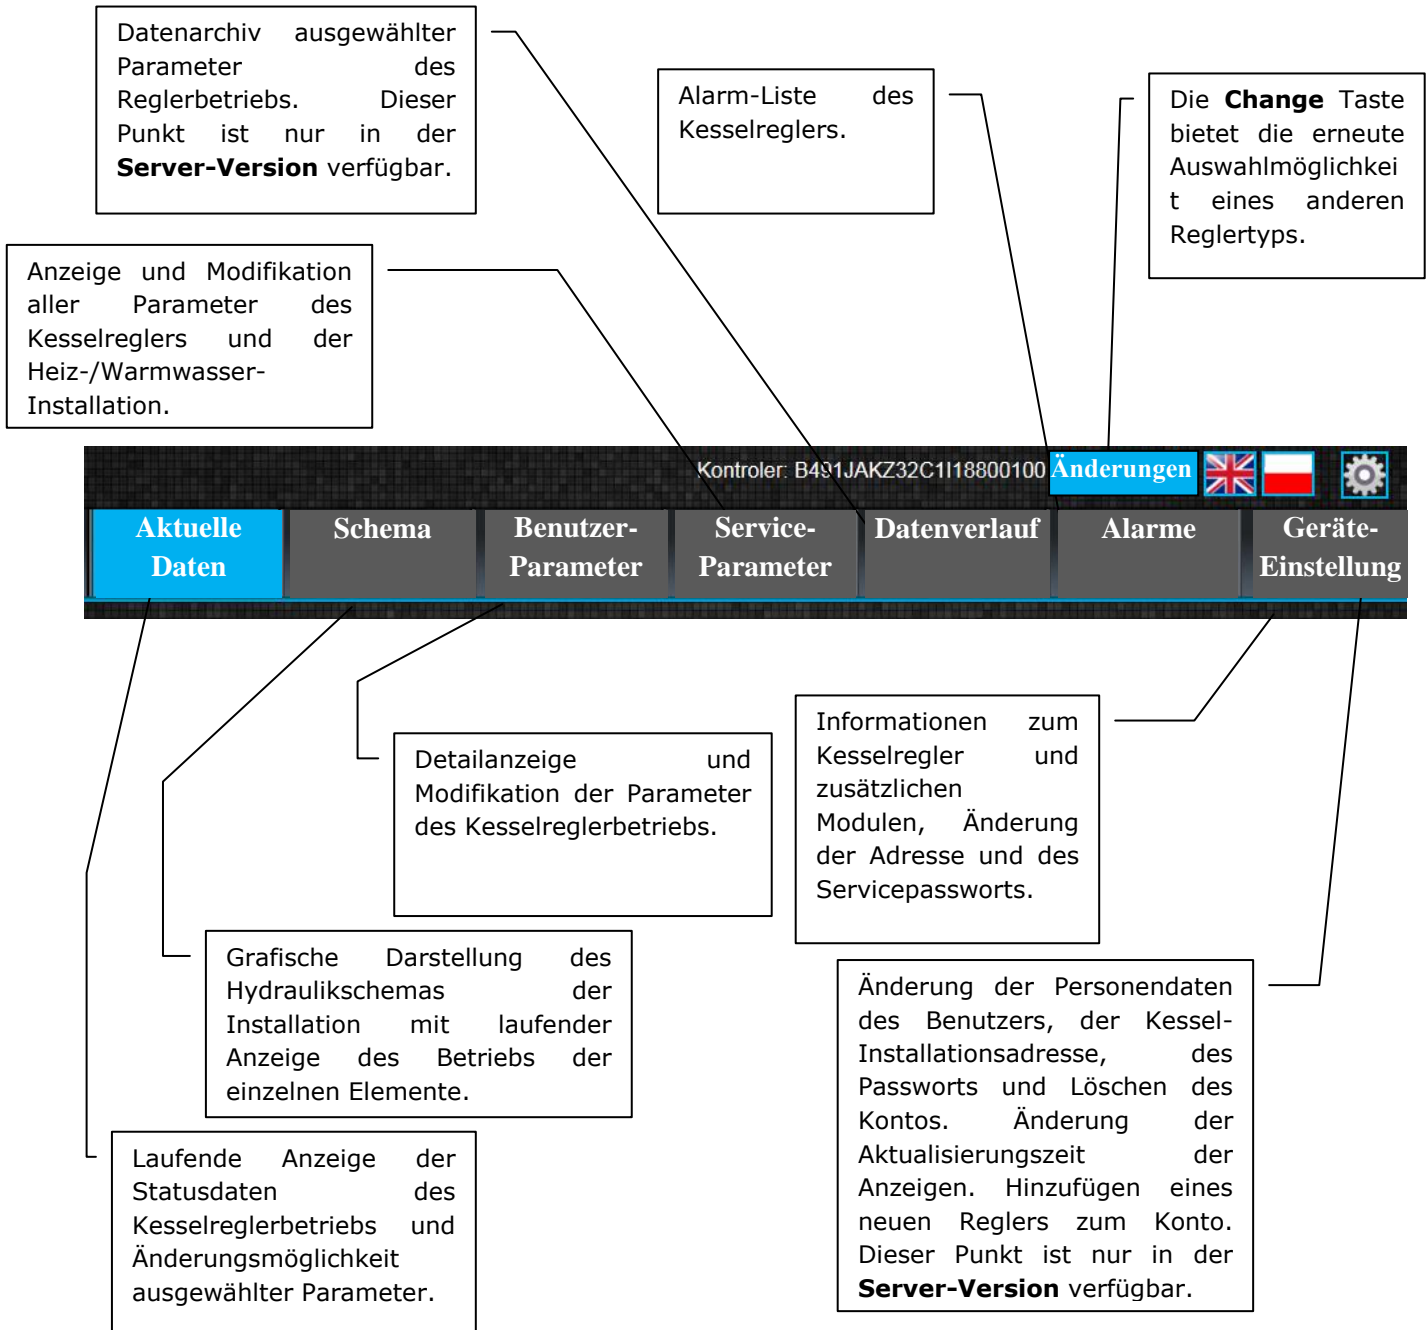 Datenarchiv ausgewählter
Parameter des
Reglerbetriebs. Dieser
Punkt ist nur in der
Server-Version verfügbar.
Alarm-Liste des
Kesselreglers.
Die Change Taste
bietet die erneute
Auswahlmöglichkei
t eines anderen
Reglertyps.
Anzeige und Modifikation
aller Parameter des
Kesselreglers und der
Heiz-/Warmwasser-
Installation.
Kontroler: B491JAKZ32C1I18800100 Änderungen
Aktuelle
Daten
Schema
Benutzer-
Parameter
Service-
Parameter
Datenverlauf
Alarme
Geräte-
Einstellung
Informationen zum
Kesselregler und
zusätzlichen
Modulen, Änderung
der Adresse und des
Servicepassworts.
Detailanzeige und
Modifikation der Parameter
des Kesselreglerbetriebs.
Grafische Darstellung des
Hydraulikschemas der
Installation mit laufender
Anzeige des Betriebs der
einzelnen Elemente.
Änderung der Personendaten
des Benutzers, der Kessel-
Installationsadresse, des
Passworts und Löschen des
Kontos. Änderung der
Aktualisierungszeit der
Anzeigen. Hinzufügen eines
neuen Reglers zum Konto.
Dieser Punkt ist nur in der
Server-Version verfügbar.
Laufende Anzeige der
Statusdaten des
Kesselreglerbetriebs und
Änderungsmöglichkeit
ausgewählter Parameter.